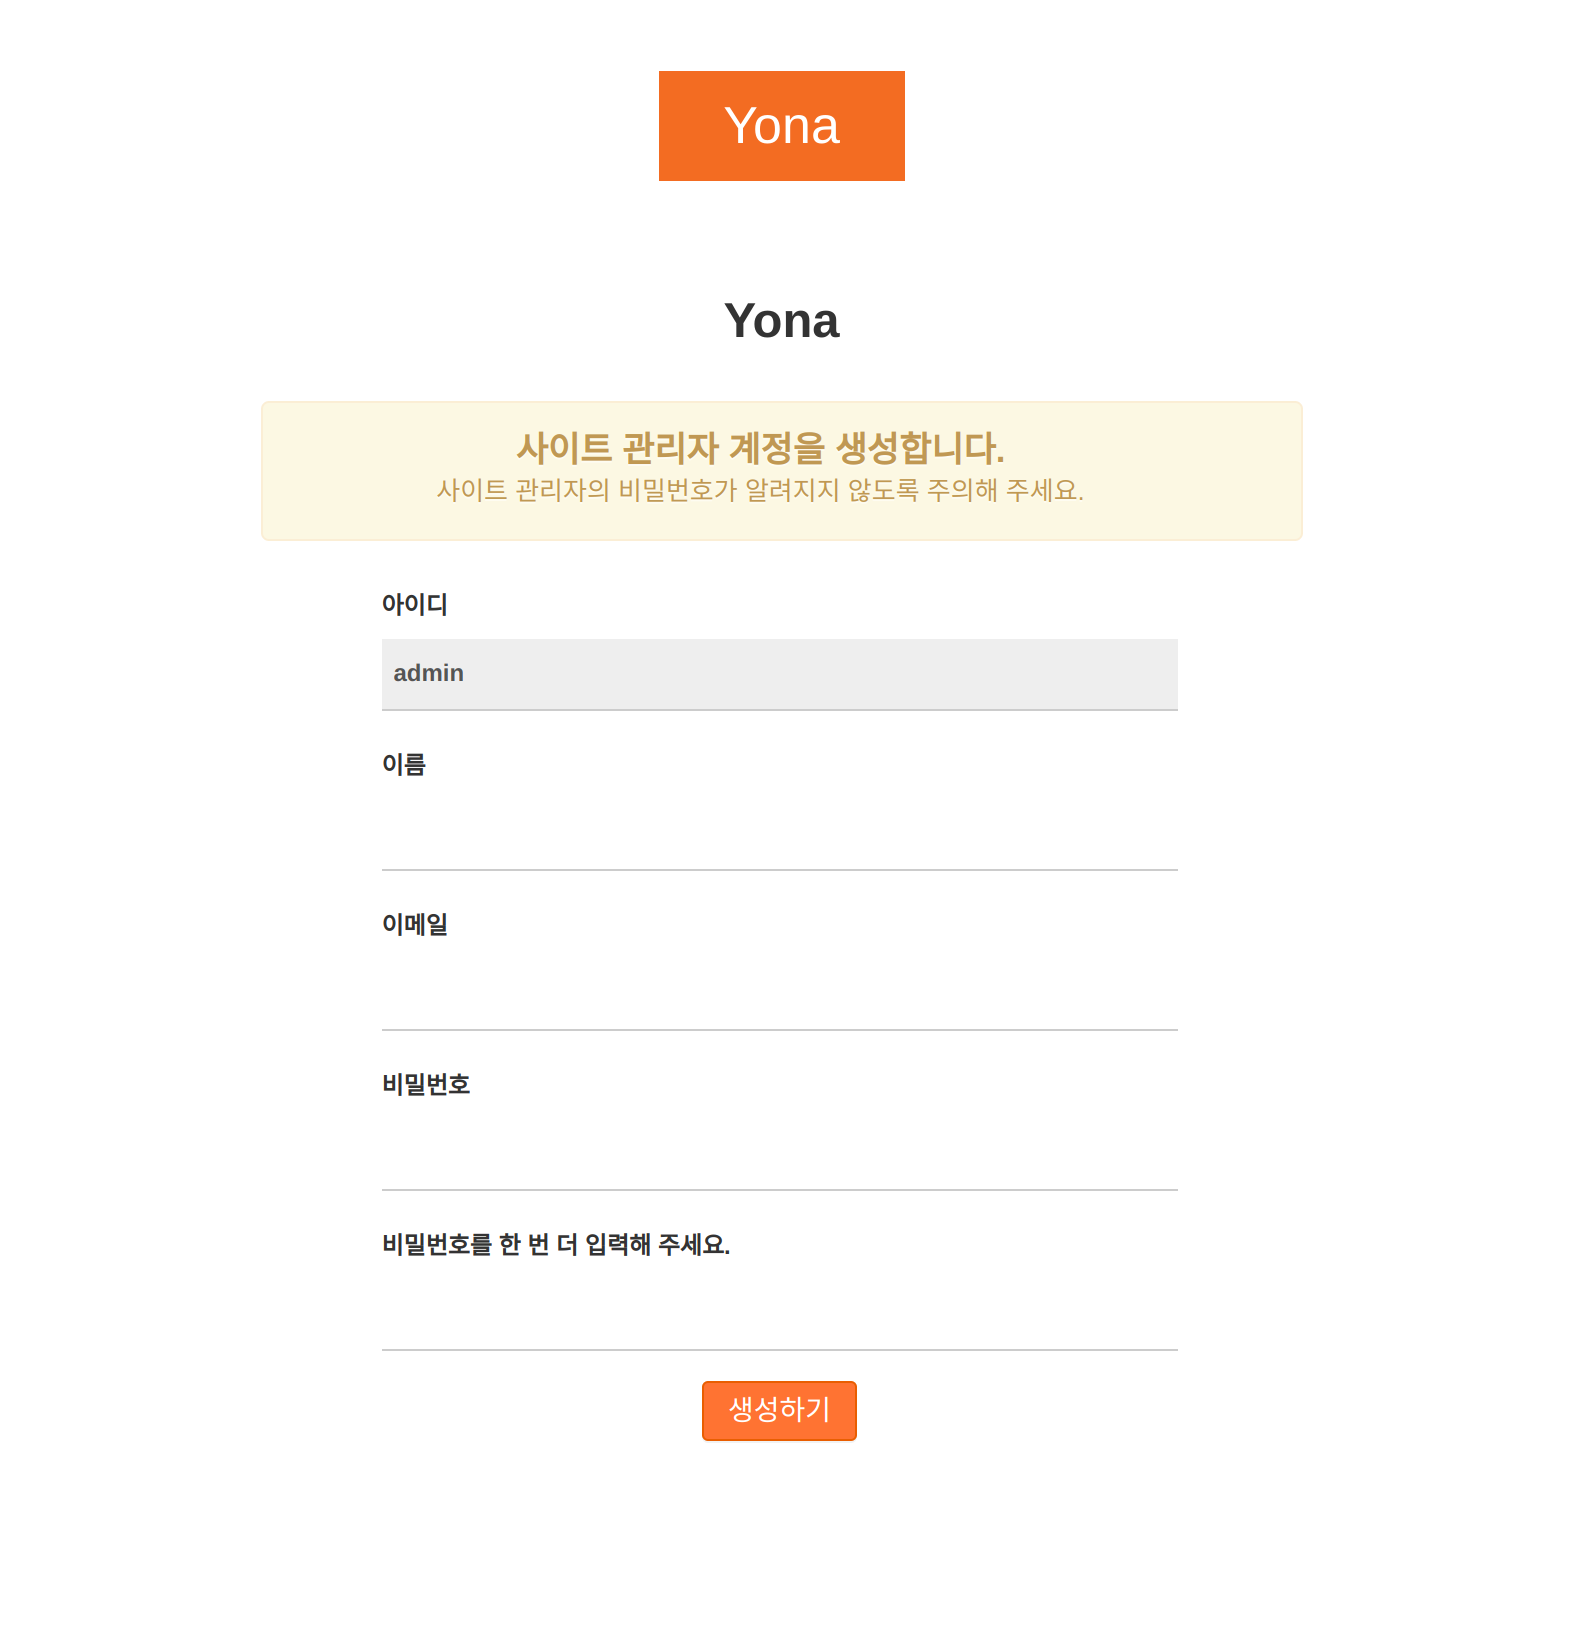 Yona
Yona
사이트 관리자 계정을 생성합니다.
사이트 관리자의 비밀번호가 알려지지 않도록 주의해 주세요.
아이디
admin
이름
이메일
비밀번호
비밀번호를 한 번 더 입력해 주세요.
생성하기